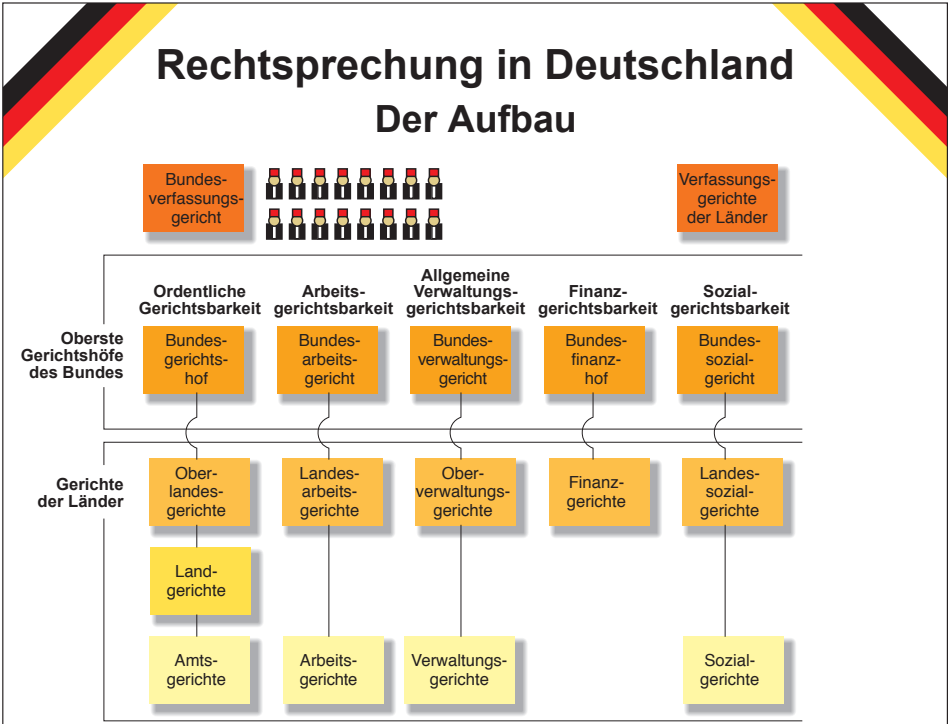 Rechtsprechung in Deutschland
Der Aufbau
Bundes-
verfassungs-
gericht
Verfassungs-
gerichte
der Länder
Ordentliche
Gerichtsbarkeit
Arbeits-
gerichtsbarkeit
Allgemeine
Verwaltungs-
gerichtsbarkeit
Finanz-
gerichtsbarkeit
Sozial-
gerichtsbarkeit
Oberste
Gerichtshöfe
des Bundes
Bundes-
gerichts-
hof
Bundes-
arbeits-
gericht
Bundes-
verwaltungs-
gericht
Bundes-
finanz-
hof
Bundes-
sozial-
gericht
Gerichte
der Länder
Ober-
landes-
gerichte
Landes-
arbeits-
gerichte
Ober-
verwaltungs-
gerichte
Finanz-
gerichte
Landes-
sozial-
gerichte
Land-
gerichte
Amts-
gerichte
Arbeits-
gerichte
Verwaltungs-
gerichte
Sozial-
gerichte